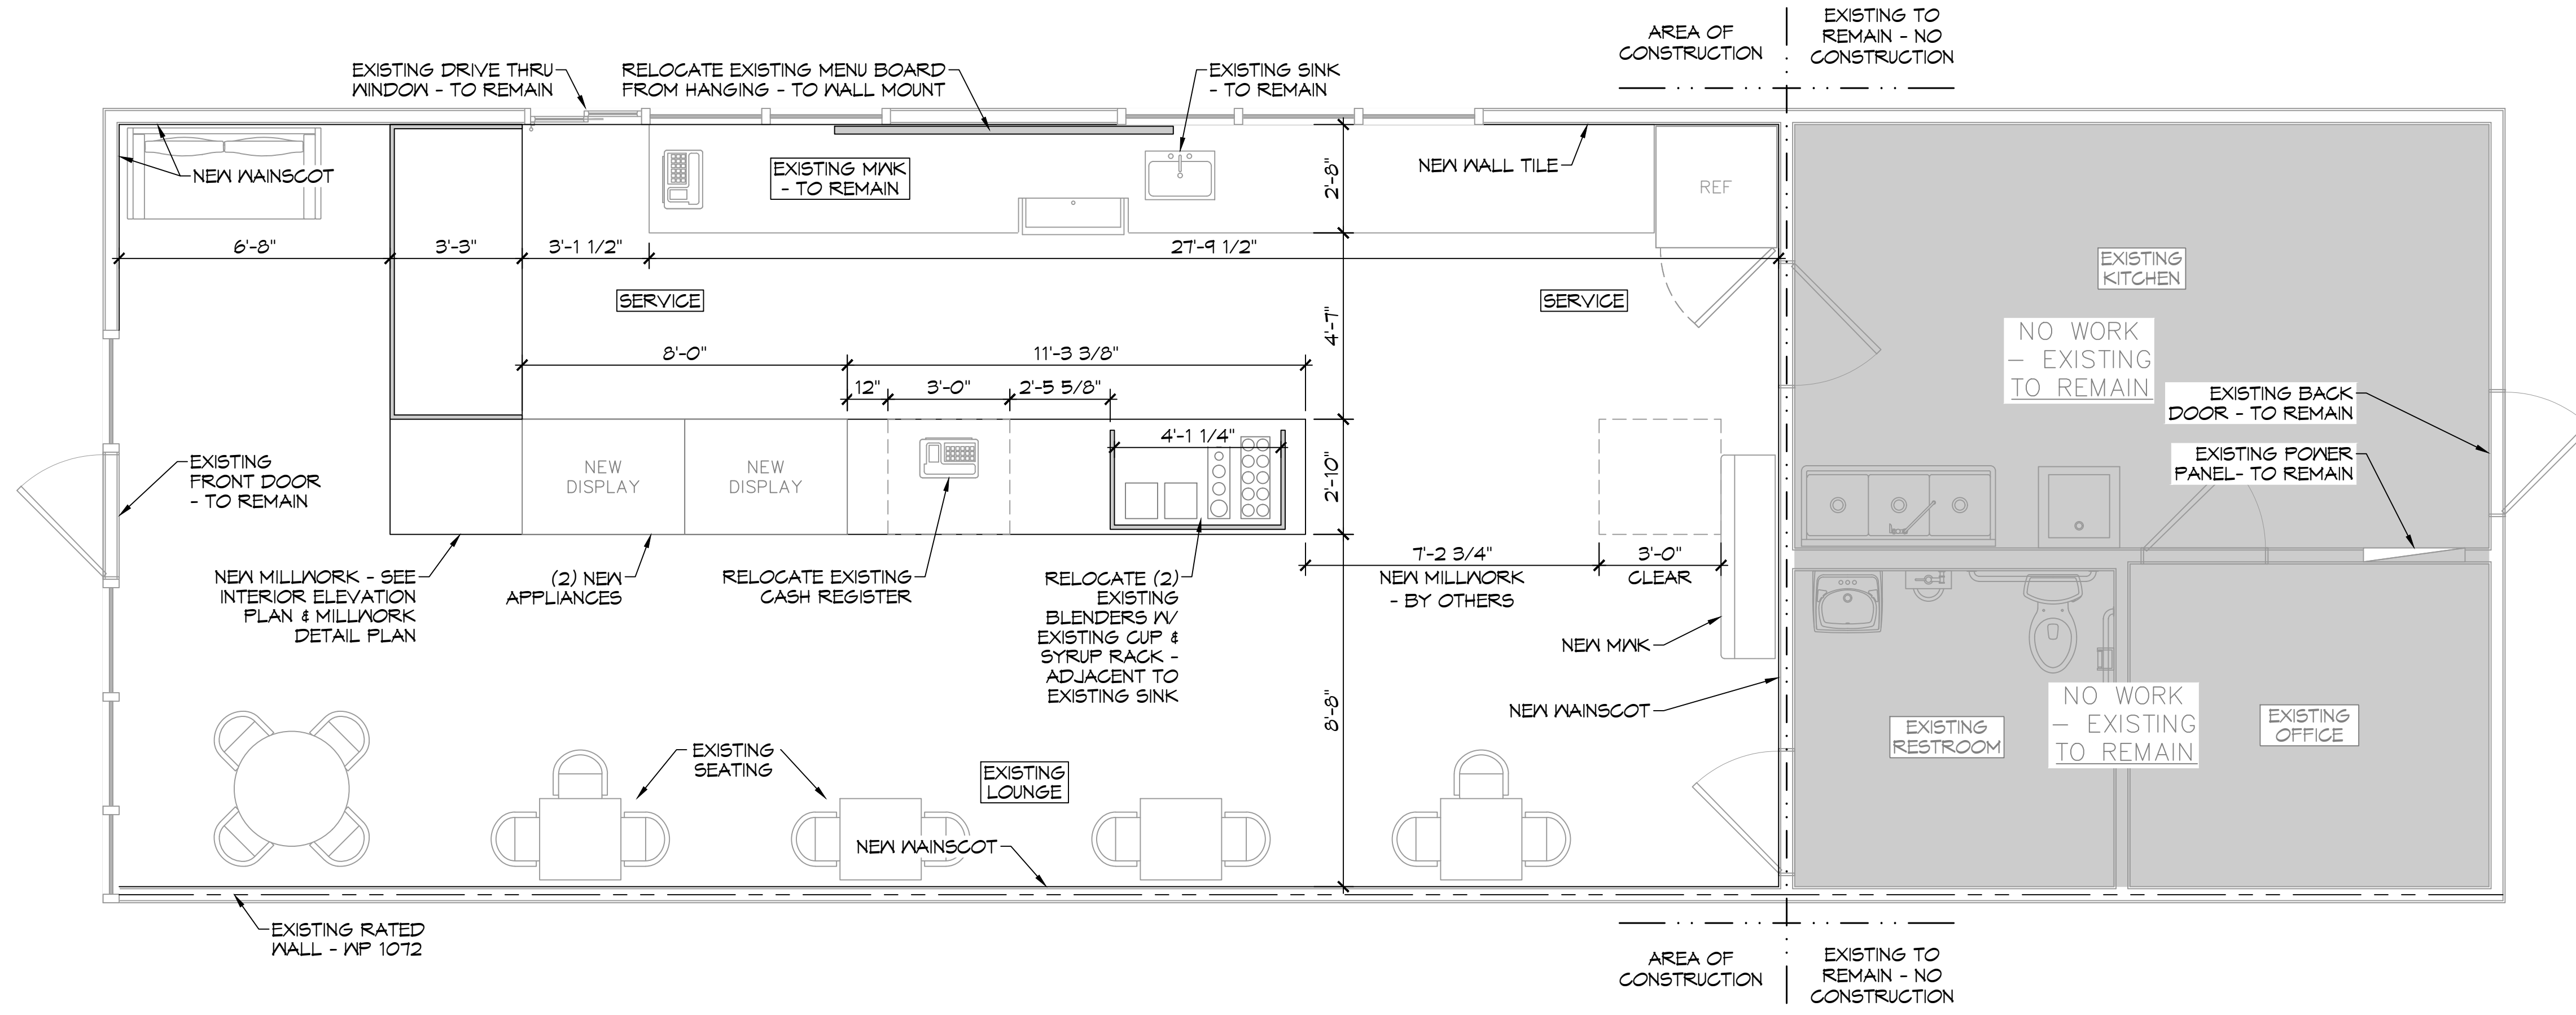 AREA OF
CONSTRUCTION
EXISTING TO
REMAIN - NO
CONSTRUCTION
EXISTING DRIVE THRU
WINDOW - TO REMAIN
RELOCATE EXISTING MENU BOARD
FROM HANGING - TO WALL MOUNT
EXISTING SINK
- TO REMAIN
NEW WAINSCOT
EXISTING MWK
- TO REMAIN
NEW WALL TILE
REF
2'-8"
6'-8"
3'-3"
3'-1 1/2"
27'-9 1/2"
SERVICE
SERVICE
EXISTING
KITCHEN
4'-7"
NO WORK
- EXISTING
TO REMAIN
8'-0"
11'-3 3/8"
12"
3'-0"
2'-5 5/8"
EXISTING BACK
DOOR - TO REMAIN
4'-1 1/4"
EXISTING POWER
PANEL- TO REMAIN
EXISTING
FRONT DOOR
- TO REMAIN
NEW
DISPLAY
NEW
DISPLAY
2'-10"
7'-2 3/4"
3'-0"
NEW MILLWORK
- BY OTHERS
CLEAR
NEW MILLWORK - SEE
INTERIOR ELEVATION
PLAN & MILLWORK
DETAIL PLAN
(2) NEW
APPLIANCES
RELOCATE EXISTING
CASH REGISTER
RELOCATE (2)
EXISTING
BLENDERS W/
EXISTING CUP &
SYRUP RACK -
ADJACENT TO
EXISTING SINK
NEW MWK
8'-8"
NEW WAINSCOT
EXISTING
RESTROOM
NO WORK
- EXISTING
TO REMAIN
EXISTING
OFFICE
EXISTING
SEATING
EXISTING
LOUNGE
NEW WAINSCOT
EXISTING RATED
WALL - WP 1072
AREA OF
CONSTRUCTION
EXISTING TO
REMAIN - NO
CONSTRUCTION